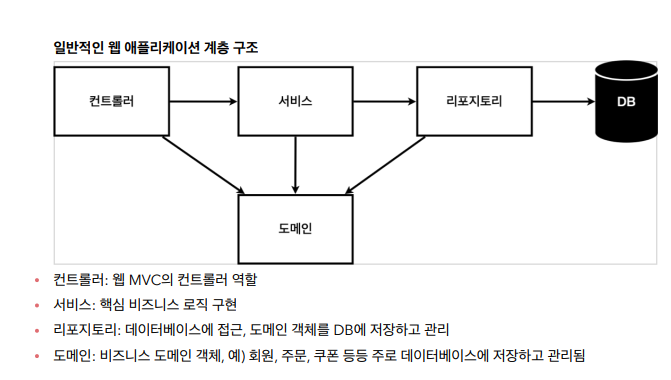 일반적인 웹 애플리케이션 계층 구조
컨트롤러
서비스
리포지토리
DB
도메인
• 컨트롤러: 웹 MVC의 컨트롤러 역할
• 서비스: 핵심 비즈니스 로직 구현
• 리포지토리: 데이터베이스에 접근, 도메인 객체를 DB에 저장하고 관리
• 도메인: 비즈니스 도메인 객체, 예) 회원, 주문, 쿠폰 등등 주로 데이터베이스에 저장하고 관리됨